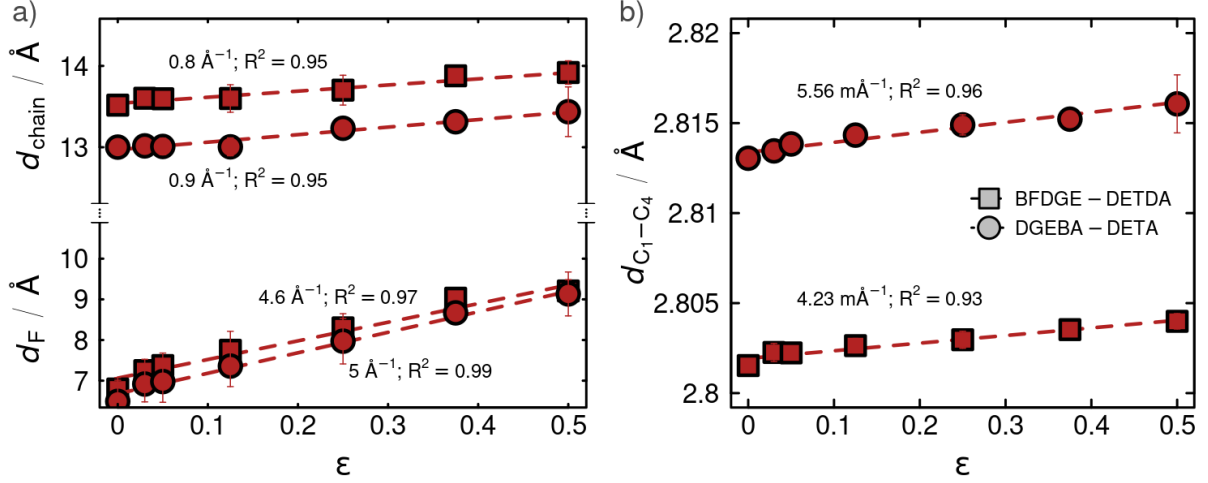 a)
d_chain / Å
14
13
0.8 Å⁻¹; R² = 0.95
0.9 Å⁻¹; R² = 0.95
...
...
d_F / Å
10
9
8
7
4.6 Å⁻¹; R² = 0.97
5 Å⁻¹; R² = 0.99
0 0.1 0.2 0.3 0.4 0.5
ε
b)
d_C₁−C₄ / Å
2.82
2.815
2.81
2.805
2.8
5.56 mÅ⁻¹; R² = 0.96
BFDGE – DETDA
DGEBA – DETA
4.23 mÅ⁻¹; R² = 0.93
0 0.1 0.2 0.3 0.4 0.5
ε